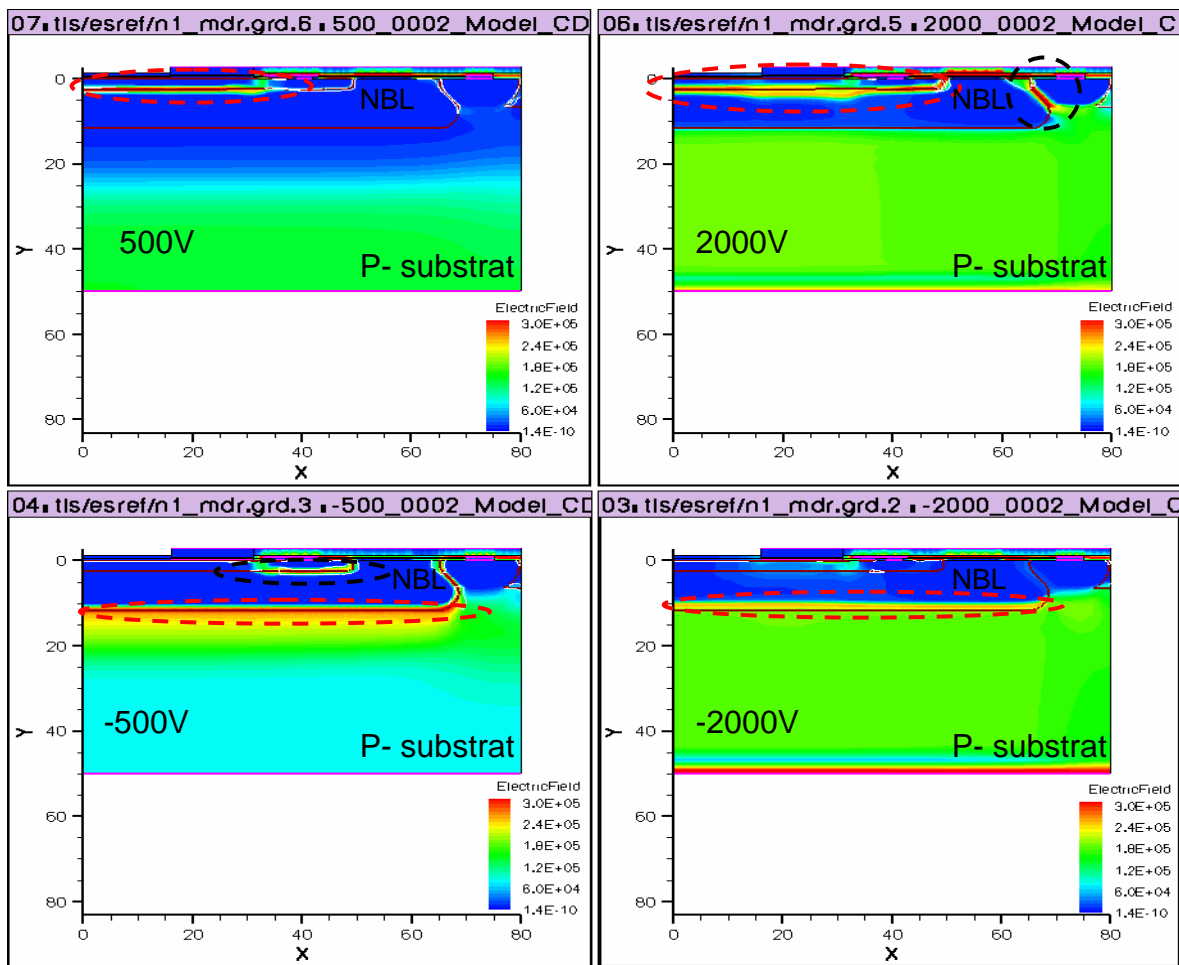 07: tls/esref/n1_mdr.grd.6 : 500_0002_Model_CD
0
20
40
60
80
Y
NBL
500V
P- substrat
ElectricField
3.0E+05
2.4E+05
1.8E+05
1.2E+05
6.0E+04
1.4E-10
0 20 40 60 80
X
06: tls/esref/n1_mdr.grd.5 : 2000_0002_Model_C
0
20
40
60
80
Y
NBL
2000V
P- substrat
ElectricField
3.0E+05
2.4E+05
1.8E+05
1.2E+05
6.0E+04
1.4E-10
0 20 40 60 80
X
04: tls/esref/n1_mdr.grd.3 : -500_0002_Model_CD
0
20
40
60
80
Y
NBL
-500V
P- substrat
ElectricField
3.0E+05
2.4E+05
1.8E+05
1.2E+05
6.0E+04
1.4E-10
0 20 40 60 80
X
03: tls/esref/n1_mdr.grd.2 : -2000_0002_Model_C
0
20
40
60
80
Y
NBL
-2000V
P- substrat
ElectricField
3.0E+05
2.4E+05
1.8E+05
1.2E+05
6.0E+04
1.4E-10
0 20 40 60 80
X